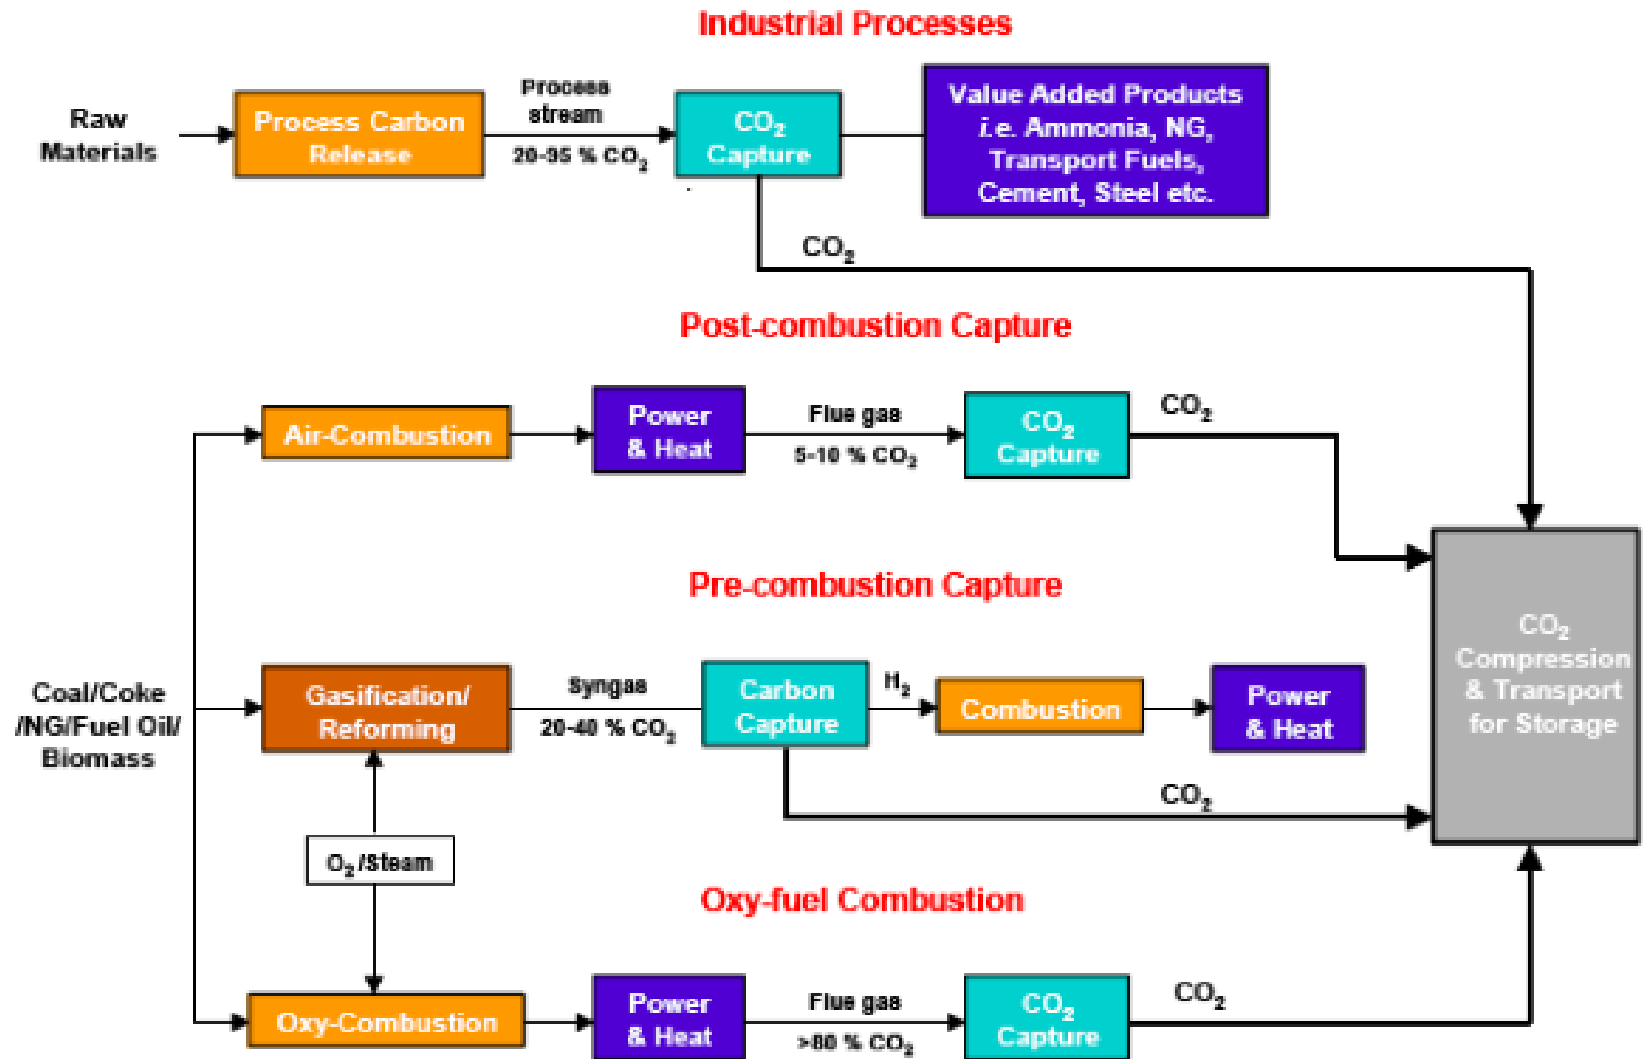 Industrial Processes
Raw
Materials
Process Carbon
Release
Process
stream
20-95 % CO₂
CO₂
Capture
Value Added Products
i.e. Ammonia, NG,
Transport Fuels,
Cement, Steel etc.
CO₂
Post-combustion Capture
Air-Combustion
Power
& Heat
Flue gas
5-10 % CO₂
CO₂
Capture
CO₂
Pre-combustion Capture
Coal/Coke
/NG/Fuel Oil/
Biomass
Gasification/
Reforming
Syngas
20-40 % CO₂
Carbon
Capture
H₂
Combustion
Power
& Heat
CO₂
CO₂
Compression
& Transport
for Storage
O₂ /Steam
Oxy-fuel Combustion
Oxy-Combustion
Power
& Heat
Flue gas
>80 % CO₂
CO₂
Capture
CO₂